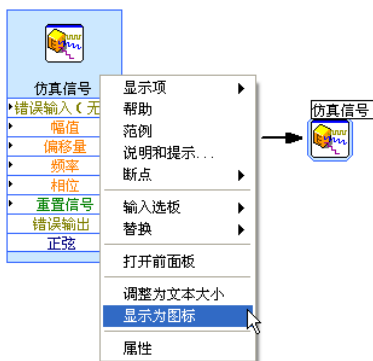 仿真信号
错误输入(无
幅值
偏移量
频率
相位
重置信号
错误输出
正弦
显示项
帮助
范例
说明和提示...
断点
输入选板
替换
打开前面板
调整为文本大小
显示为图标
属性
仿真信号